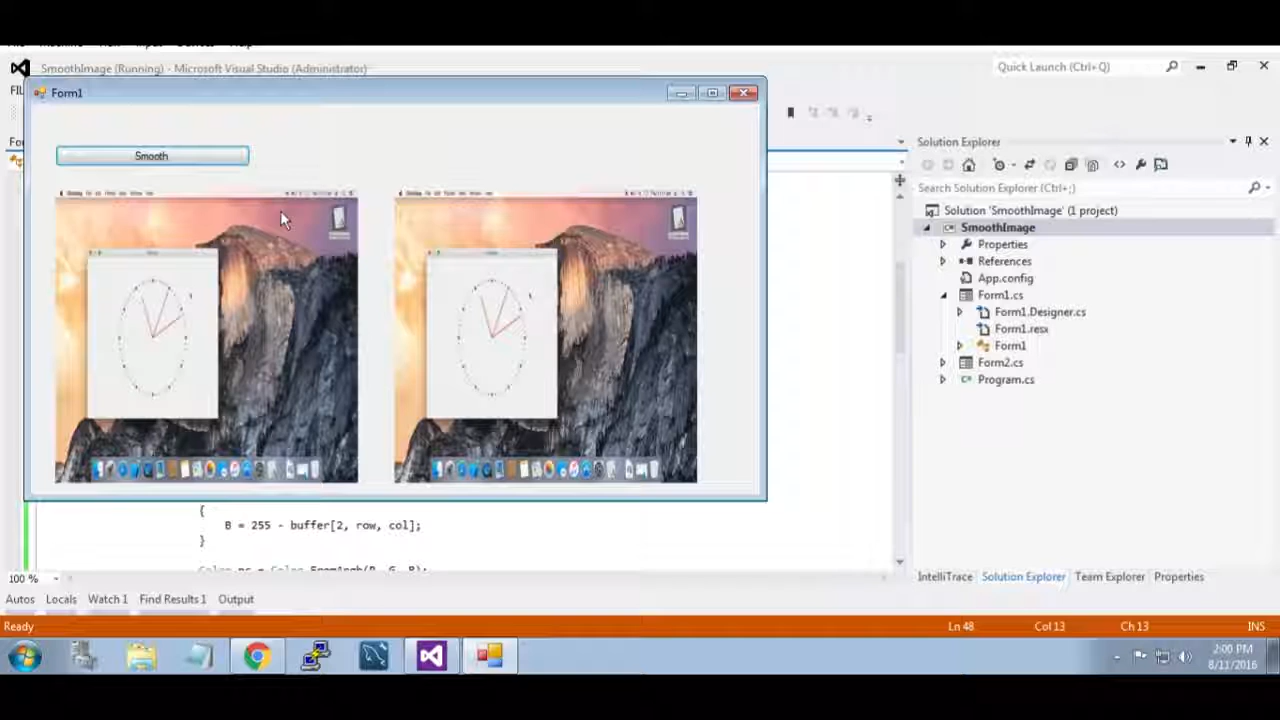 SmoothImage (Running) - Microsoft Visual Studio (Administrator)
Quick Launch (Ctrl+Q)
Form1
Smooth
Solution Explorer
Search Solution Explorer (Ctrl+;)
Solution 'SmoothImage' (1 project)
SmoothImage
Properties
References
App.config
Form1.cs
Form1.Designer.cs
Form1.resx
Form1
Form2.cs
Program.cs
{
B = 255 - buffer[2, row, col];
}
100 %
IntelliTrace Solution Explorer Team Explorer Properties
Autos Locals Watch 1 Find Results 1 Output
Ready
Ln 48 Col 13 Ch 13 INS
2:00 PM
8/11/2016